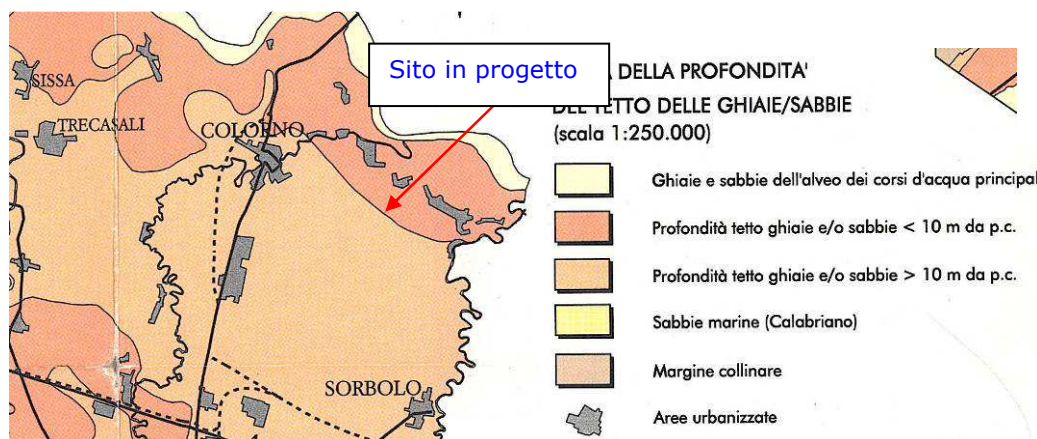 SISSA
TRECASALI
COLORNO
SORBOLO
Sito in progetto
DELLA PROFONDITA'
DEL TETTO DELLE GHIAIE/SABBIE
(scala 1:250.000)
Ghiaie e sabbie dell'alveo dei corsi d'acqua principal
Profondità tetto ghiaie e/o sabbie < 10 m da p.c.
Profondità tetto ghiaie e/o sabbie > 10 m da p.c.
Sabbie marine (Calabriano)
Margine collinare
Aree urbanizzate